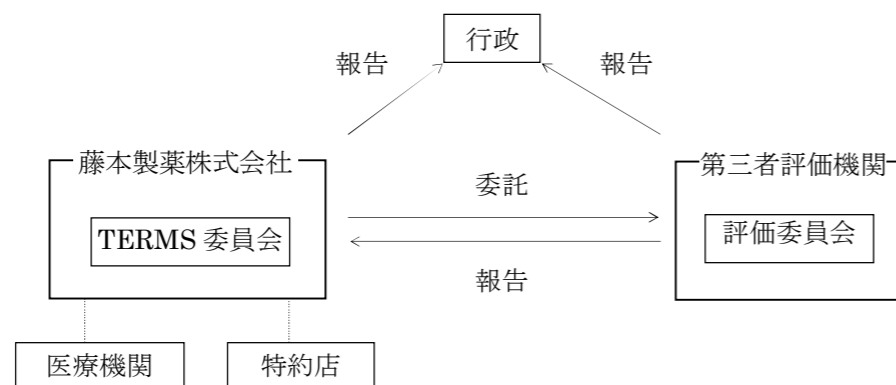 行政
報告
報告
藤本製薬株式会社
第三者評価機関
委託
TERMS 委員会
評価委員会
報告
医療機関
特約店